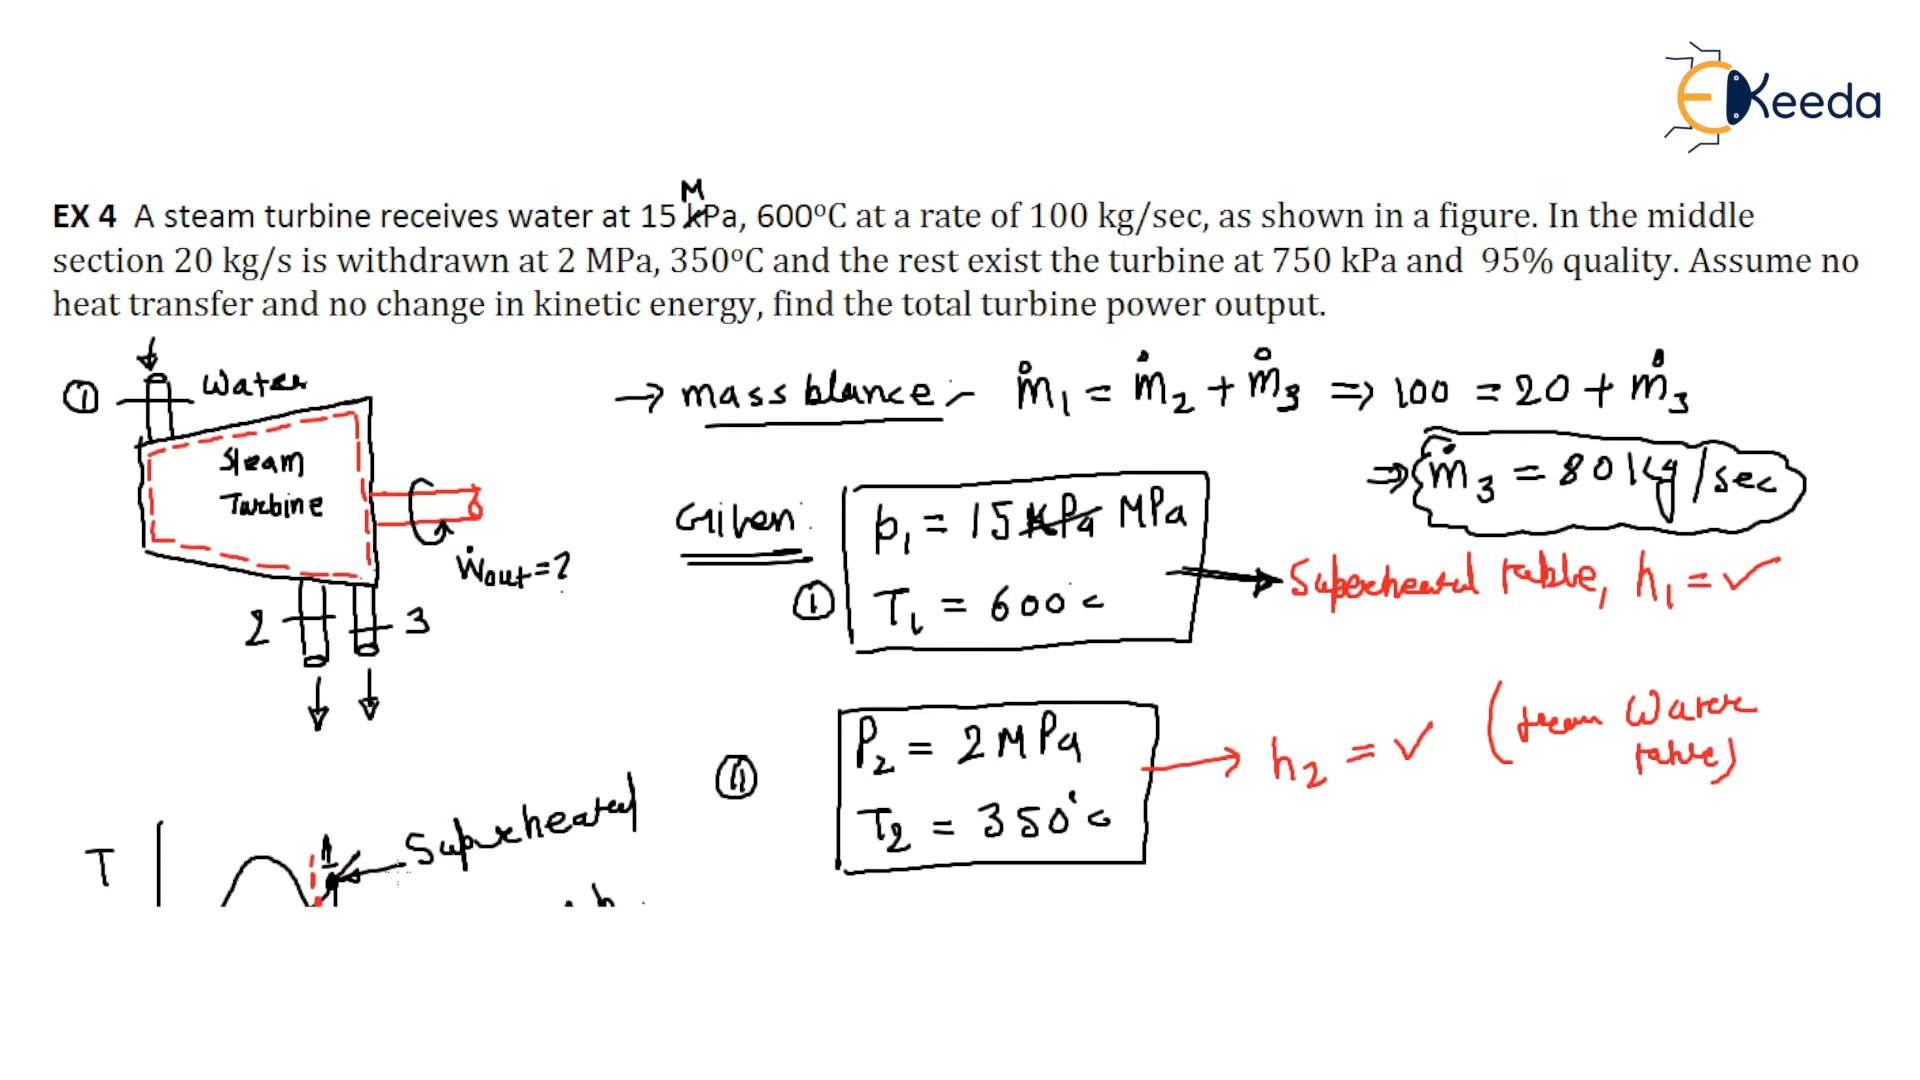 EKeeda
M
EX 4 A steam turbine receives water at 15 kPa, 600°C at a rate of 100 kg/sec, as shown in a figure. In the middle
section 20 kg/s is withdrawn at 2 MPa, 350°C and the rest exist the turbine at 750 kPa and 95% quality. Assume no
heat transfer and no change in kinetic energy, find the total turbine power output.
① Water
Steam
Turbine
Ẇout = ?
2 3
→ mass blance :- ṁ₁ = ṁ₂ + ṁ₃ ⇒ 100 = 20 + ṁ₃
⇒ ṁ₃ = 80 kg/sec
Given :
① p₁ = 15 kPa MPa
T₁ = 600°c
Superheated table, h₁ = ✓
② P₂ = 2 MPa
T₂ = 350°c
→ h₂ = ✓ (steam Water
table)
T
1
Superheated